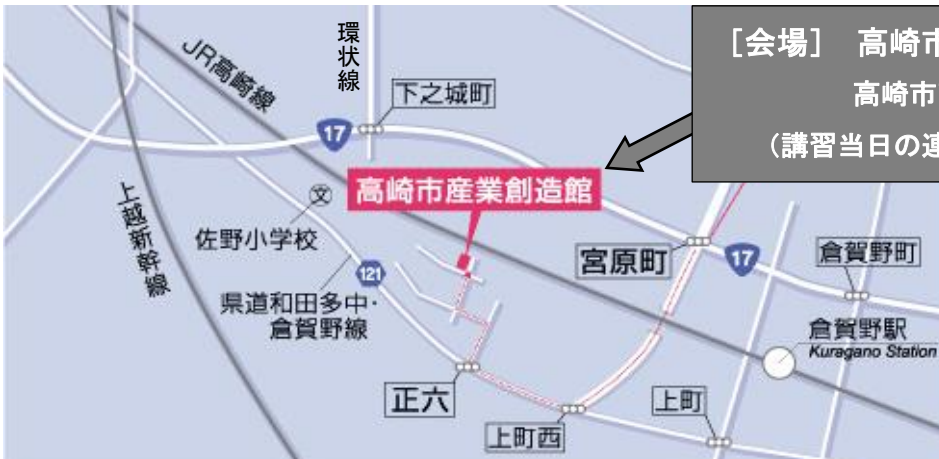 [会場] 高崎市
高崎市
(講習当日の連
環状線
JR高崎線
下之城町
17
高崎市産業創造館
上越新幹線
佐野小学校
文
121
県道和田多中・
倉賀野線
宮原町
17
倉賀野町
倉賀野駅
Kuragano Station
正六
上町
上町西